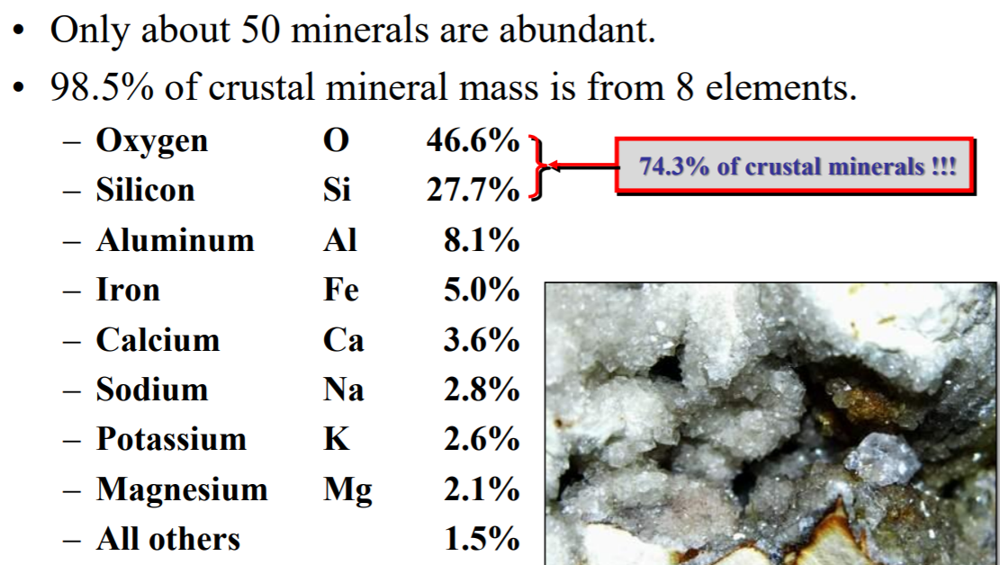 • Only about 50 minerals are abundant.
• 98.5% of crustal mineral mass is from 8 elements.
– Oxygen O 46.6%
74.3% of crustal minerals !!!
– Silicon Si 27.7%
– Aluminum Al 8.1%
– Iron Fe 5.0%
– Calcium Ca 3.6%
– Sodium Na 2.8%
– Potassium K 2.6%
– Magnesium Mg 2.1%
– All others 1.5%